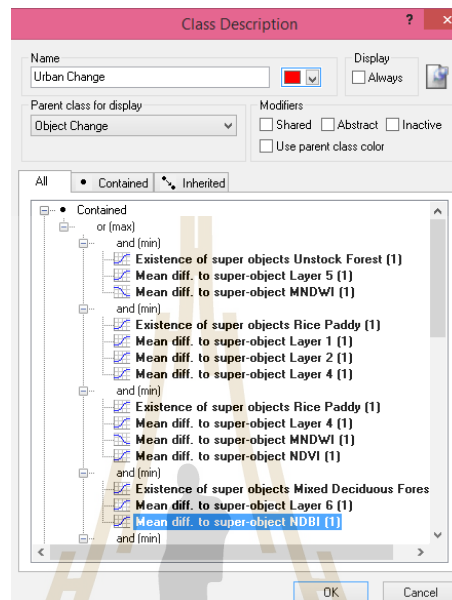 Class Description
?
×
Name
Urban Change
Display
Always
Parent class for display
Object Change
Modifiers
Shared Abstract Inactive
Use parent class color
All Contained Inherited
Contained
or (max)
and (min)
Existence of super objects Unstock Forest (1)
Mean diff. to super-object Layer 5 (1)
Mean diff. to super-object MNDWI (1)
and (min)
Existence of super objects Rice Paddy (1)
Mean diff. to super-object Layer 1 (1)
Mean diff. to super-object Layer 2 (1)
Mean diff. to super-object Layer 4 (1)
and (min)
Existence of super objects Rice Paddy (1)
Mean diff. to super-object Layer 4 (1)
Mean diff. to super-object MNDWI (1)
Mean diff. to super-object NDVI (1)
and (min)
Existence of super objects Mixed Deciduous Fores
Mean diff. to super-object Layer 6 (1)
Mean diff. to super-object NDBI (1)
and (min)
OK Cancel